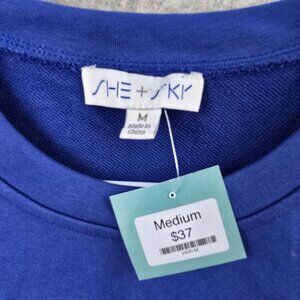 SHE + SKY
M
Made in
China
Medium
$37